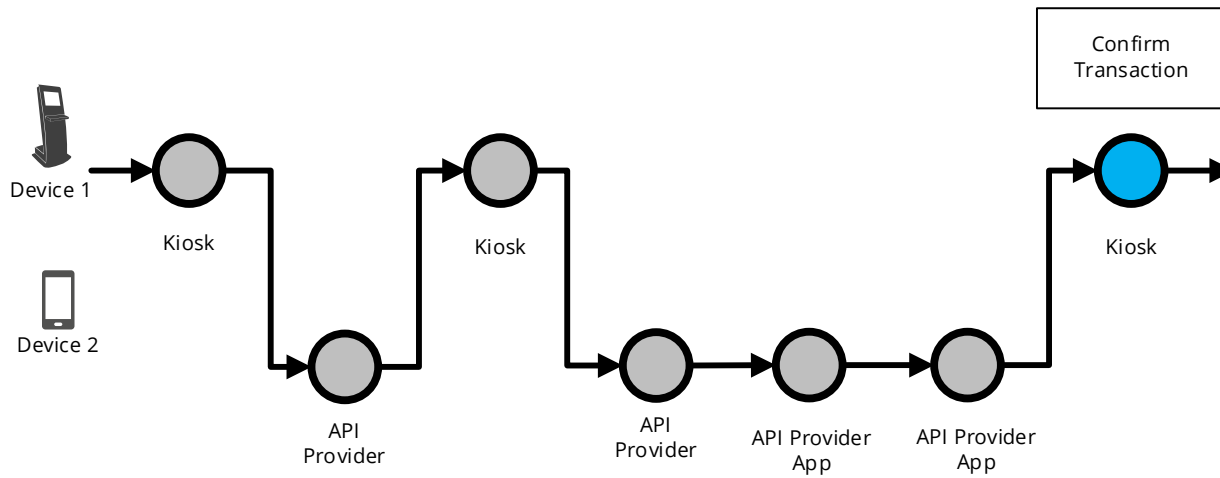 Confirm
Transaction
Device 1
Kiosk
Kiosk
Kiosk
Device 2
API
Provider
API
Provider
API Provider
App
API Provider
App